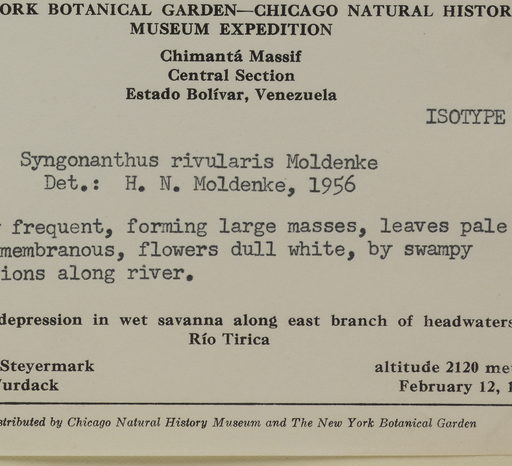 ORK BOTANICAL GARDEN—CHICAGO NATURAL HISTOR
MUSEUM EXPEDITION
Chimantá Massif
Central Section
Estado Bolívar, Venezuela
ISOTYPE
Syngonanthus rivularis Moldenke
Det.: H. N. Moldenke, 1956
frequent, forming large masses, leaves pale
membranous, flowers dull white, by swampy
ions along river.
depression in wet savanna along east branch of headwaters
Río Tirica
Steyermark altitude 2120 me
urdack February 12, 1
stributed by Chicago Natural History Museum and The New York Botanical Garden